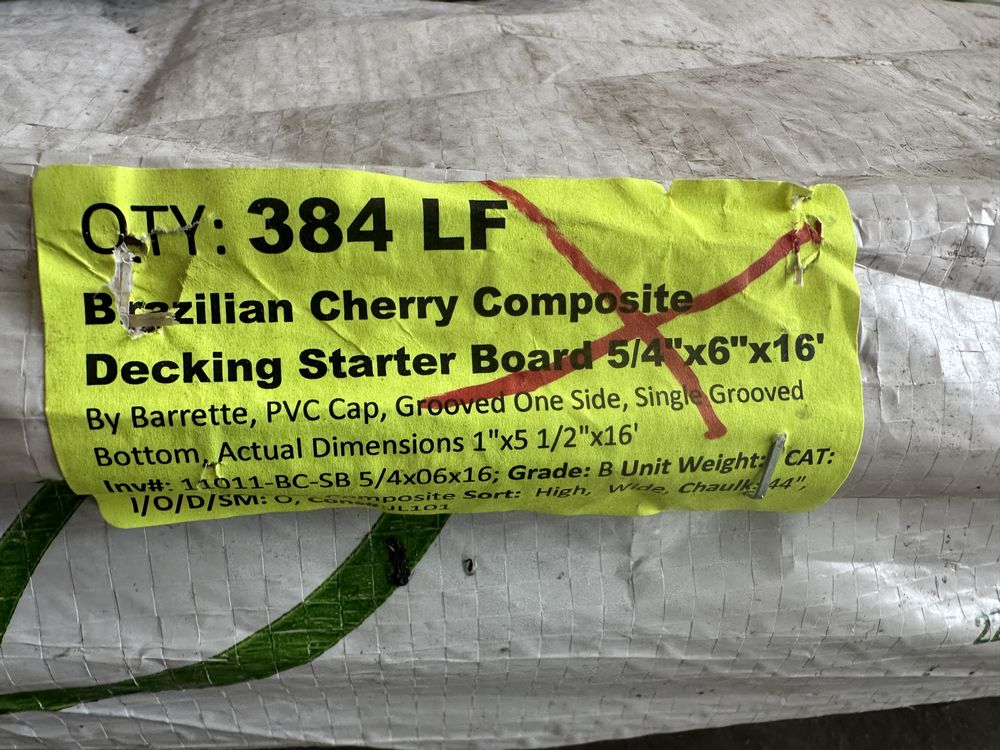 QTY: 384 LF
Brazilian Cherry Composite
Decking Starter Board 5/4"x6"x16'
By Barrette, PVC Cap, Grooved One Side, Single Grooved
Bottom, Actual Dimensions 1"x5 1/2"x16'
Inv#: 11011-BC-SB 5/4x06x16; Grade: B Unit Weight: CAT:
I/O/D/SM: O, Composite Sort: High, Wide, Chaulk 44",
JL101